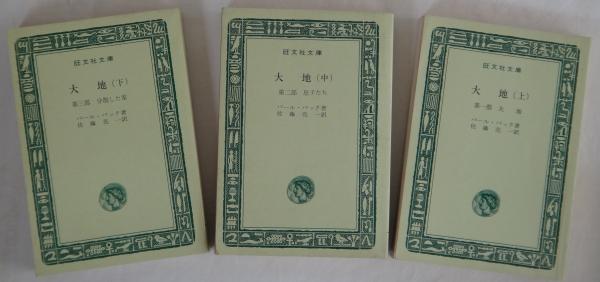 旺文社文庫
大地(下)
第三部 分裂した家
パール・バック著
佐藤亮一訳
旺文社文庫
大地(中)
第二部 息子たち
パール・バック著
佐藤亮一訳
旺文社文庫
大地(上)
第一部 大地
パール・バック著
佐藤亮一訳